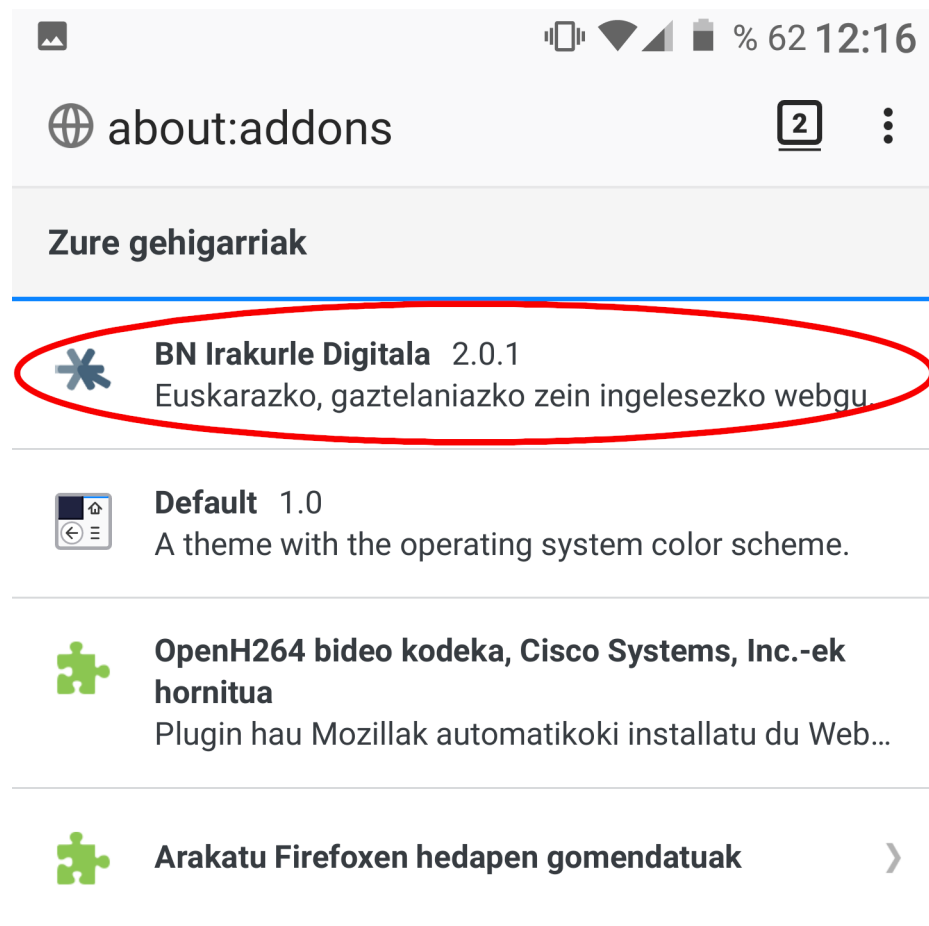 % 62 12:16
about:addons 2
Zure gehigarriak
BN Irakurle Digitala 2.0.1
Euskarazko, gaztelaniazko zein ingelesezko webgu...
Default 1.0
A theme with the operating system color scheme.
OpenH264 bideo kodeka, Cisco Systems, Inc.-ek
hornitua
Plugin hau Mozillak automatikoki installatu du Web...
Arakatu Firefoxen hedapen gomendatuak